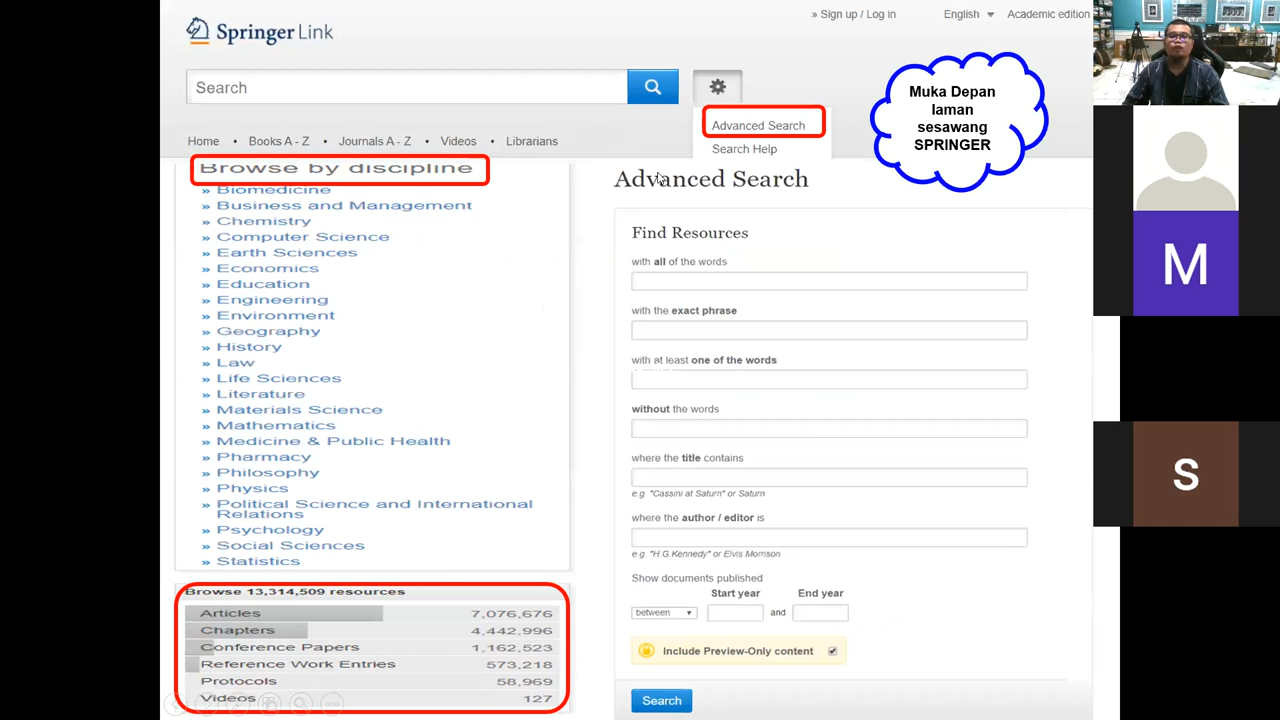 Springer Link
» Sign up / Log in
English
Academic edition
Search
Advanced Search
Search Help
Home • Books A - Z • Journals A - Z • Videos • Librarians
Muka Depan
laman
sesawang
SPRINGER
Browse by discipline
» Biomedicine
» Business and Management
» Chemistry
» Computer Science
» Earth Sciences
» Economics
» Education
» Engineering
» Environment
» Geography
» History
» Law
» Life Sciences
» Literature
» Materials Science
» Mathematics
» Medicine & Public Health
» Pharmacy
» Philosophy
» Physics
» Political Science and International
Relations
» Psychology
» Social Sciences
» Statistics
Browse 13,314,509 resources
Articles 7,076,676
Chapters 4,442,996
Conference Papers 1,162,523
Reference Work Entries 573,218
Protocols 58,969
Videos 127
Advanced Search
Find Resources
with all of the words
with the exact phrase
with at least one of the words
without the words
where the title contains
e.g. "Cassini at Saturn" or Saturn
where the author / editor is
e.g. "H.G.Kennedy" or Elvis Morrison
Show documents published
Start year End year
between and
Include Preview-Only content
Search
M
S